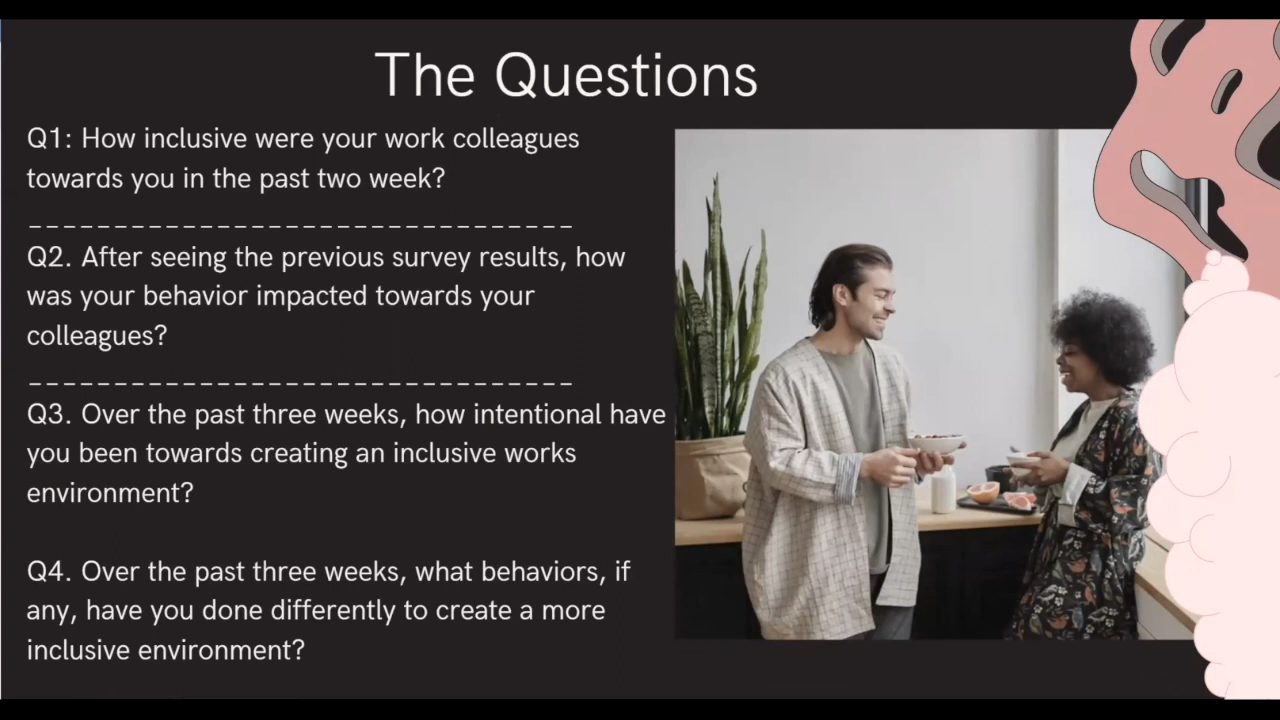 The Questions
Q1: How inclusive were your work colleagues
towards you in the past two week?
_ _ _ _ _ _ _ _ _ _ _ _ _ _ _ _ _ _ _ _ _ _ _ _ _ _ _ _ _ _ _ _
Q2. After seeing the previous survey results, how
was your behavior impacted towards your
colleagues?
_ _ _ _ _ _ _ _ _ _ _ _ _ _ _ _ _ _ _ _ _ _ _ _ _ _ _ _ _ _ _ _
Q3. Over the past three weeks, how intentional have
you been towards creating an inclusive works
environment?
Q4. Over the past three weeks, what behaviors, if
any, have you done differently to create a more
inclusive environment?